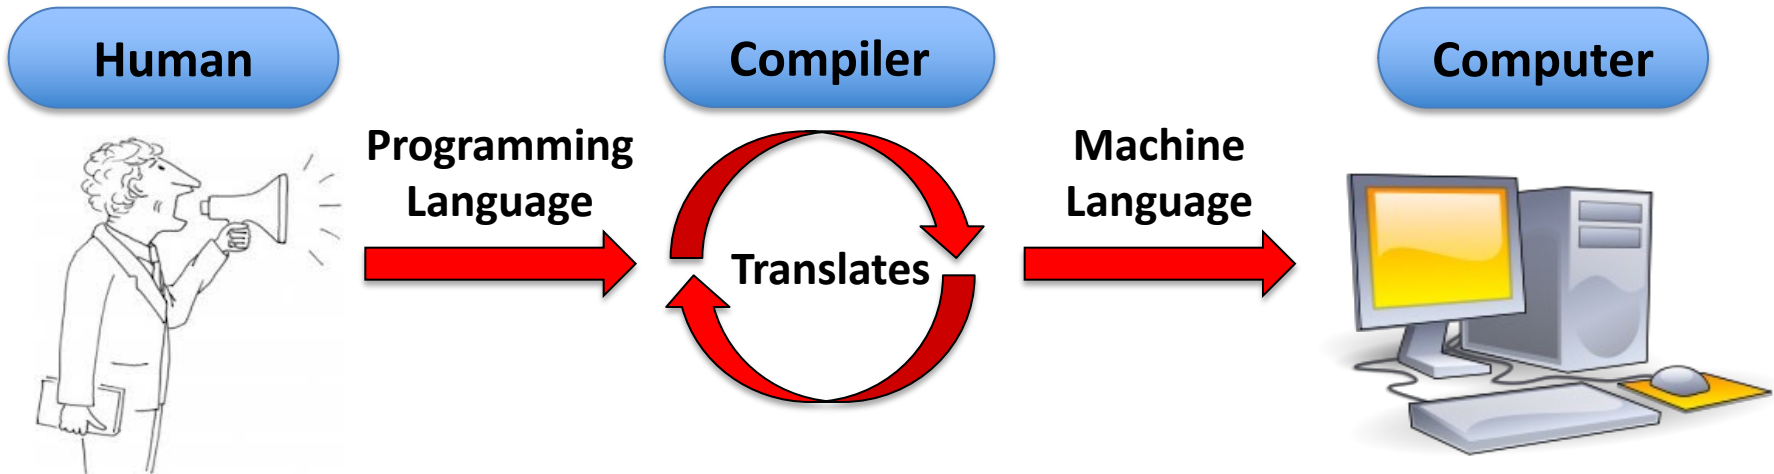 Human
Compiler
Computer
Programming
Language
Translates
Machine
Language